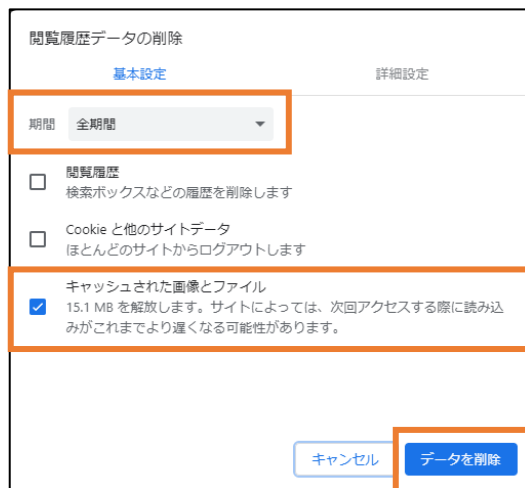 閲覧履歴データの削除
基本設定 詳細設定
期間 全期間
閲覧履歴
検索ボックスなどの履歴を削除します
Cookie と他のサイトデータ
ほとんどのサイトからログアウトします
キャッシュされた画像とファイル
15.1 MB を解放します。サイトによっては、次回アクセスする際に読み込
みがこれまでより遅くなる可能性があります。
キャンセル データを削除